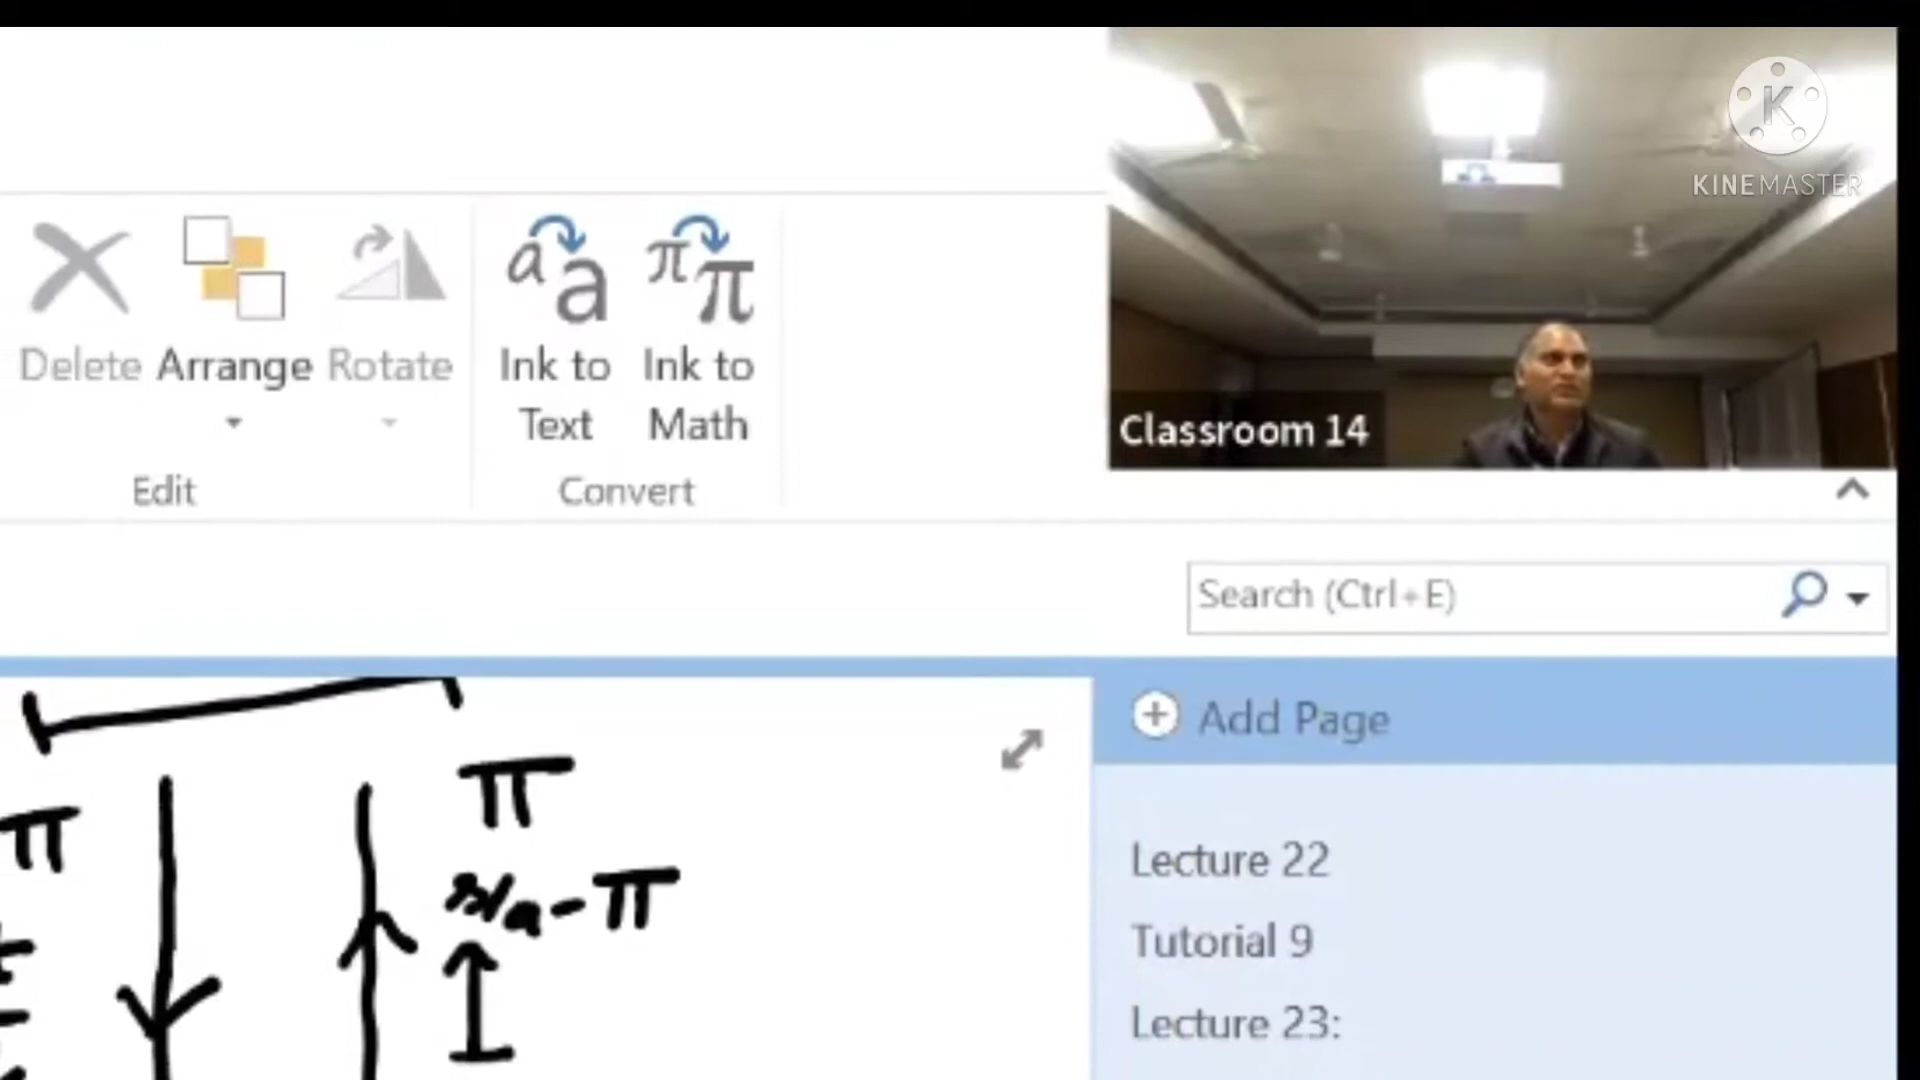 KINEMASTER
Delete Arrange Rotate Ink to Text Ink to Math
Edit Convert
Classroom 14
Search (Ctrl+E)
Add Page
π
π
/a-π
Lecture 22
Tutorial 9
Lecture 23: